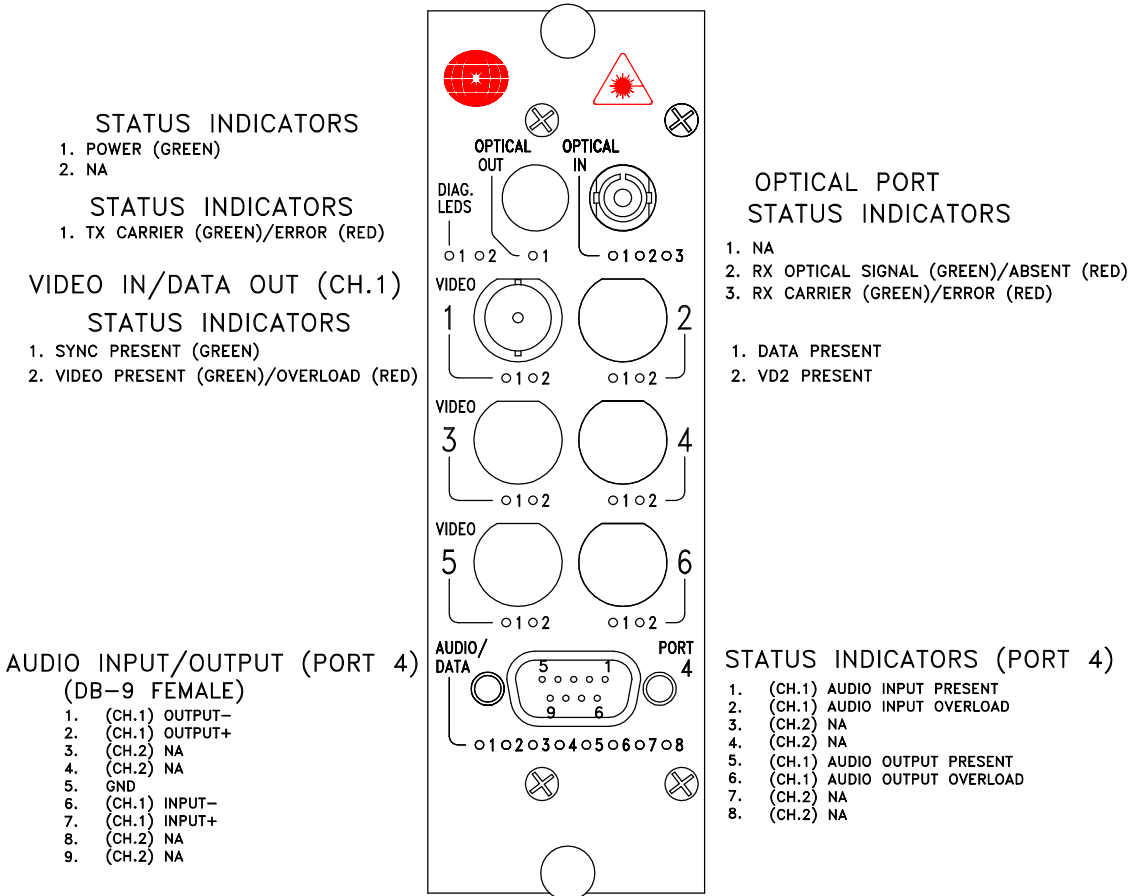 STATUS INDICATORS
1. POWER (GREEN)
2. NA
STATUS INDICATORS
1. TX CARRIER (GREEN)/ERROR (RED)
VIDEO IN/DATA OUT (CH.1)
STATUS INDICATORS
1. SYNC PRESENT (GREEN)
2. VIDEO PRESENT (GREEN)/OVERLOAD (RED)
AUDIO INPUT/OUTPUT (PORT 4)
(DB-9 FEMALE)
1. (CH.1) OUTPUT-
2. (CH.1) OUTPUT+
3. (CH.2) NA
4. (CH.2) NA
5. GND
6. (CH.1) INPUT-
7. (CH.1) INPUT+
8. (CH.2) NA
9. (CH.2) NA
OPTICAL OUT
OPTICAL IN
DIAG. LEDS
1 2 1 1 2 3
VIDEO
1 2
1 2 1 2
VIDEO
3 4
1 2 1 2
VIDEO
5 6
1 2 1 2
AUDIO/ DATA
PORT 4
5 1
9 6
1 2 3 4 5 6 7 8
OPTICAL PORT
STATUS INDICATORS
1. NA
2. RX OPTICAL SIGNAL (GREEN)/ABSENT (RED)
3. RX CARRIER (GREEN)/ERROR (RED)
1. DATA PRESENT
2. VD2 PRESENT
STATUS INDICATORS (PORT 4)
1. (CH.1) AUDIO INPUT PRESENT
2. (CH.1) AUDIO INPUT OVERLOAD
3. (CH.2) NA
4. (CH.2) NA
5. (CH.1) AUDIO OUTPUT PRESENT
6. (CH.1) AUDIO OUTPUT OVERLOAD
7. (CH.2) NA
8. (CH.2) NA